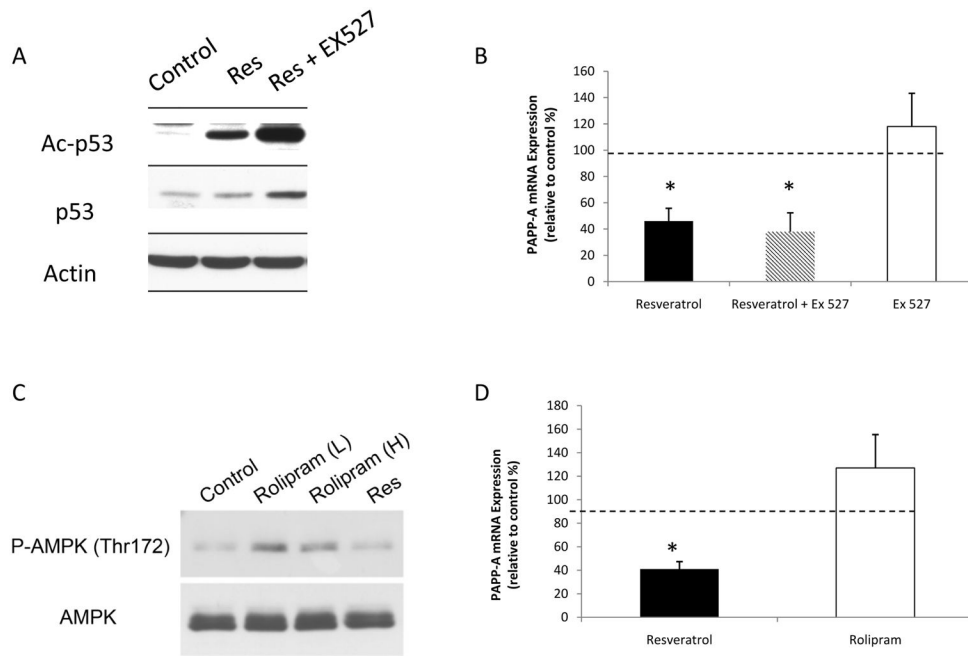 A
Control
Res
Res + EX527
Ac-p53
p53
Actin
B
PAPP-A mRNA Expression
(relative to control %)
160
140
120
100
80
60
40
20
0
*
*
Resveratrol
Resveratrol + Ex 527
Ex 527
C
Control
Rolipram (L)
Rolipram (H)
Res
P-AMPK (Thr172)
AMPK
D
PAPP-A mRNA Expression
(relative to control %)
180
160
140
120
100
80
60
40
20
0
*
Resveratrol
Rolipram